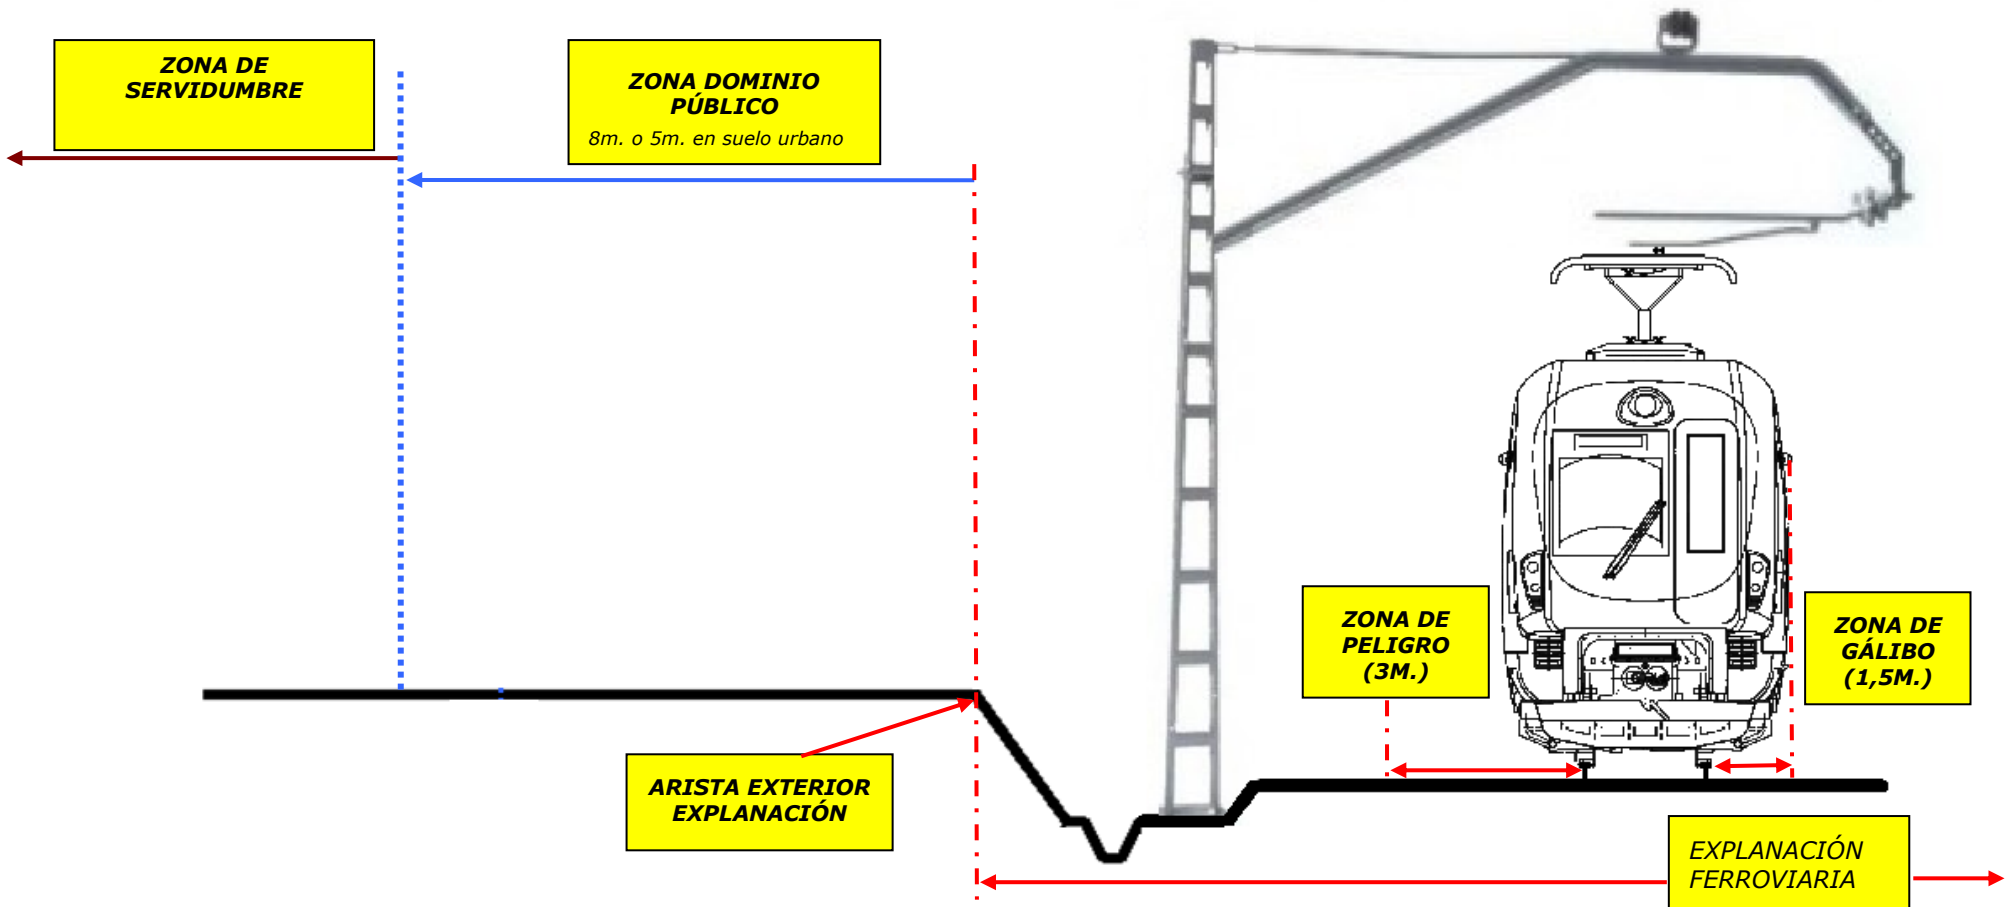 ZONA DE
SERVIDUMBRE
ZONA DOMINIO
PÚBLICO
8m. o 5m. en suelo urbano
ZONA DE
PELIGRO
(3M.)
ZONA DE
GÁLIBO
(1,5M.)
ARISTA EXTERIOR
EXPLANACIÓN
EXPLANACIÓN
FERROVIARIA